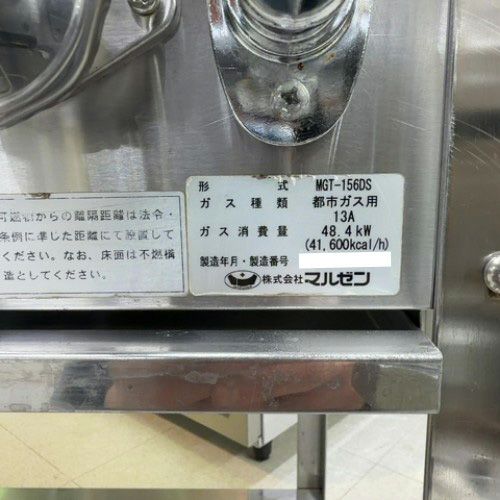 可燃物からの離隔距離は法令・
条例に準じた距離にて設置して
ください。なお、床面は不燃構
造としてください。
形 式 MGT-156DS
ガス種類 都市ガス用
13A
ガス消費量 48.4kW
(41,600kcal/h)
製造年月・製造番号
株式会社マルゼン